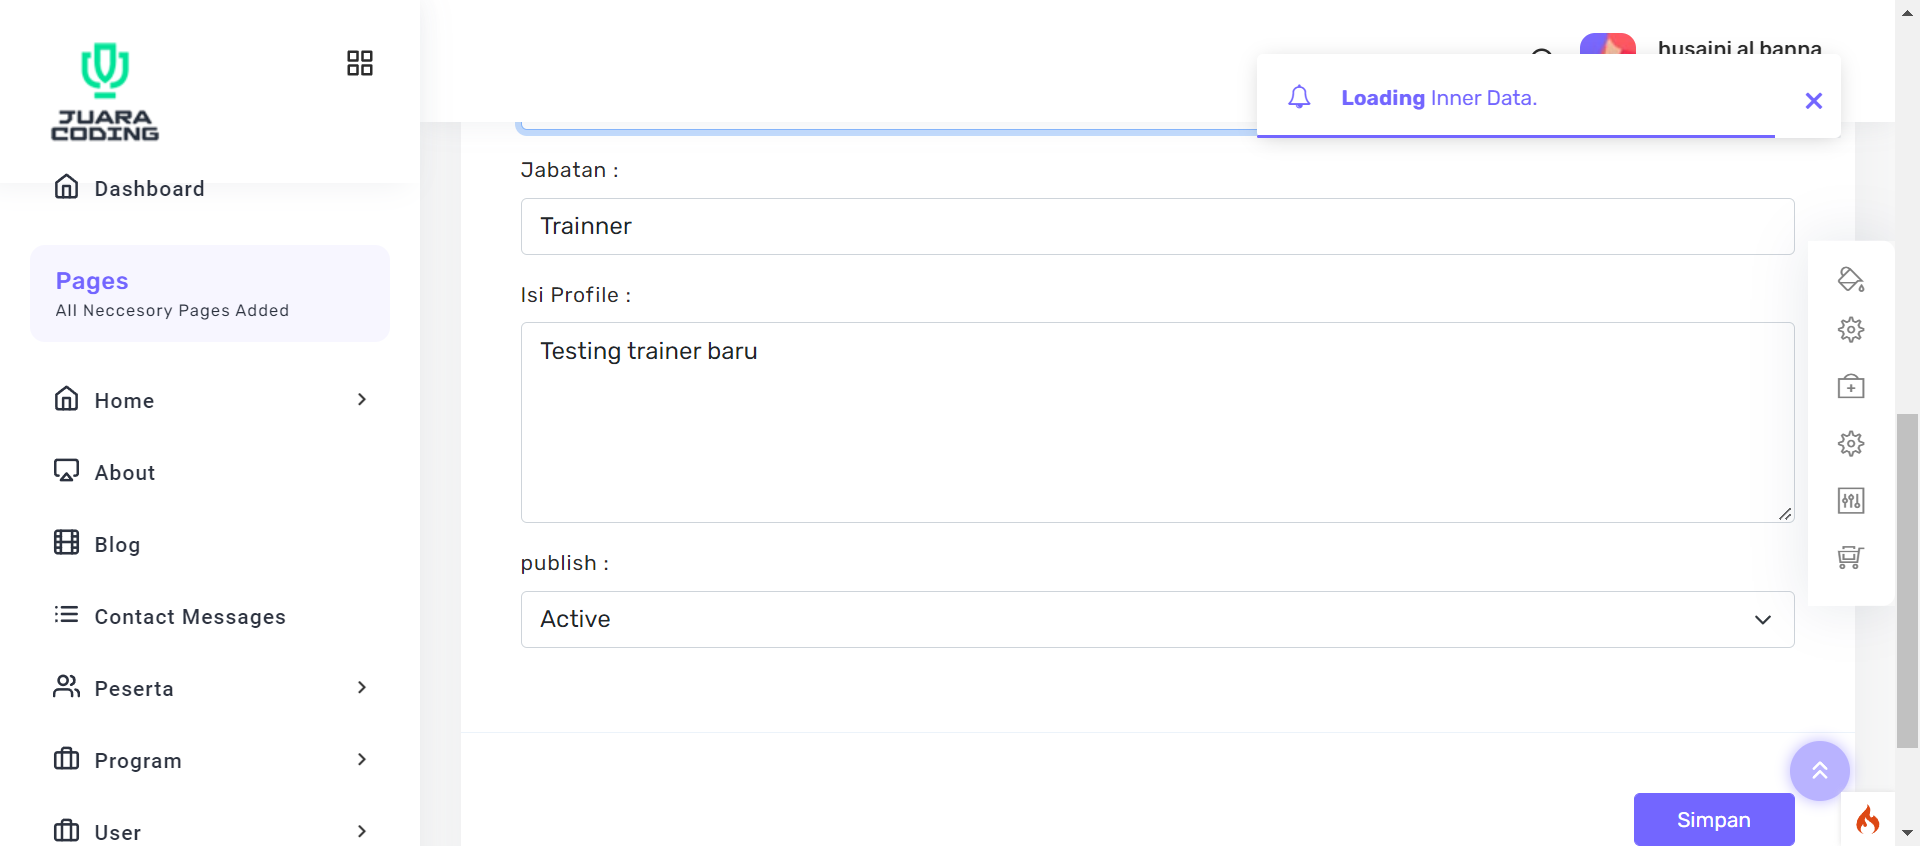 JUARA
CODING
husaini al banna
Loading Inner Data.
Dashboard
Pages
All Neccesory Pages Added
Home
About
Blog
Contact Messages
Peserta
Program
User
Jabatan :
Trainner
Isi Profile :
Testing trainer baru
publish :
Active
Simpan